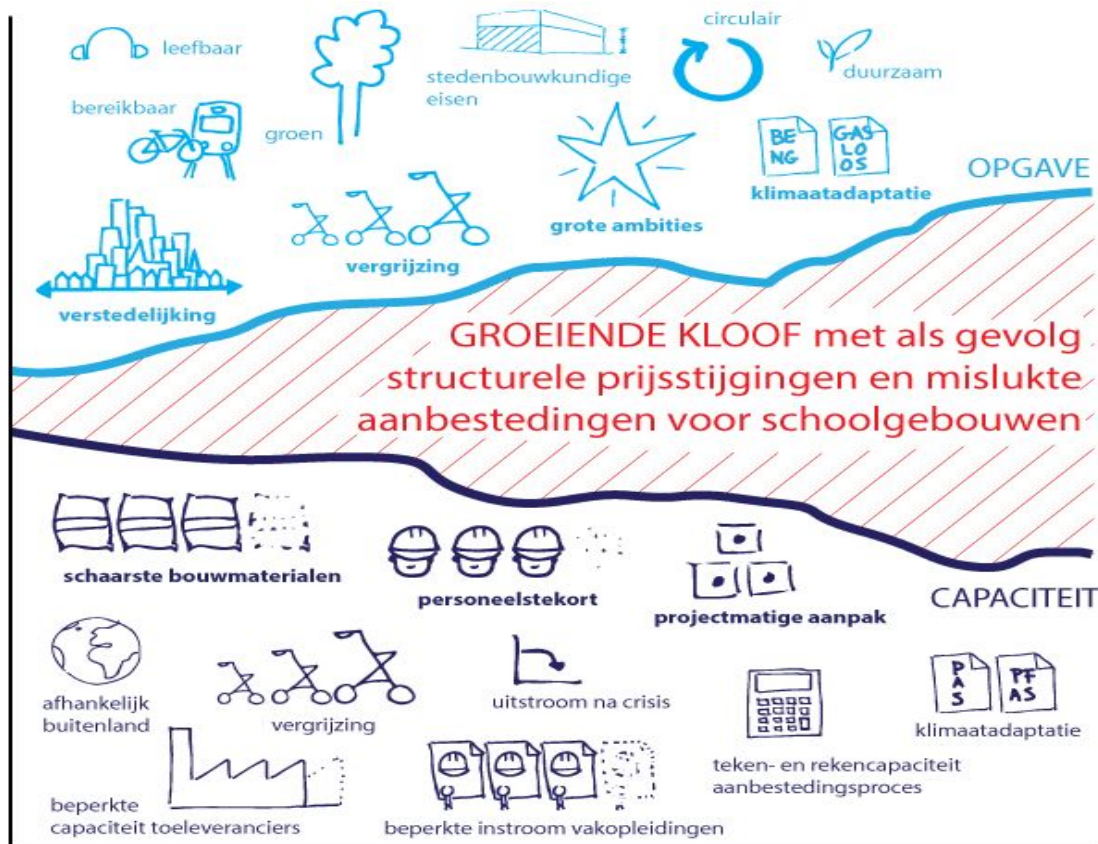 leefbaar
circulair
stedenbouwkundige
eisen
duurzaam
bereikbaar
groen
BE
NG
GAS
LO
OS
klimaatadaptatie
OPGAVE
grote ambities
vergrijzing
verstedelijking
GROEIENDE KLOOF met als gevolg
structurele prijsstijgingen en mislukte
aanbestedingen voor schoolgebouwen
schaarste bouwmaterialen
personeelstekort
projectmatige aanpak
CAPACITEIT
afhankelijk
buitenland
vergrijzing
uitstroom na crisis
P
A
S
PF
AS
klimaatadaptatie
teken- en rekencapaciteit
aanbestedingsproces
beperkte
capaciteit toeleveranciers
beperkte instroom vakopleidingen